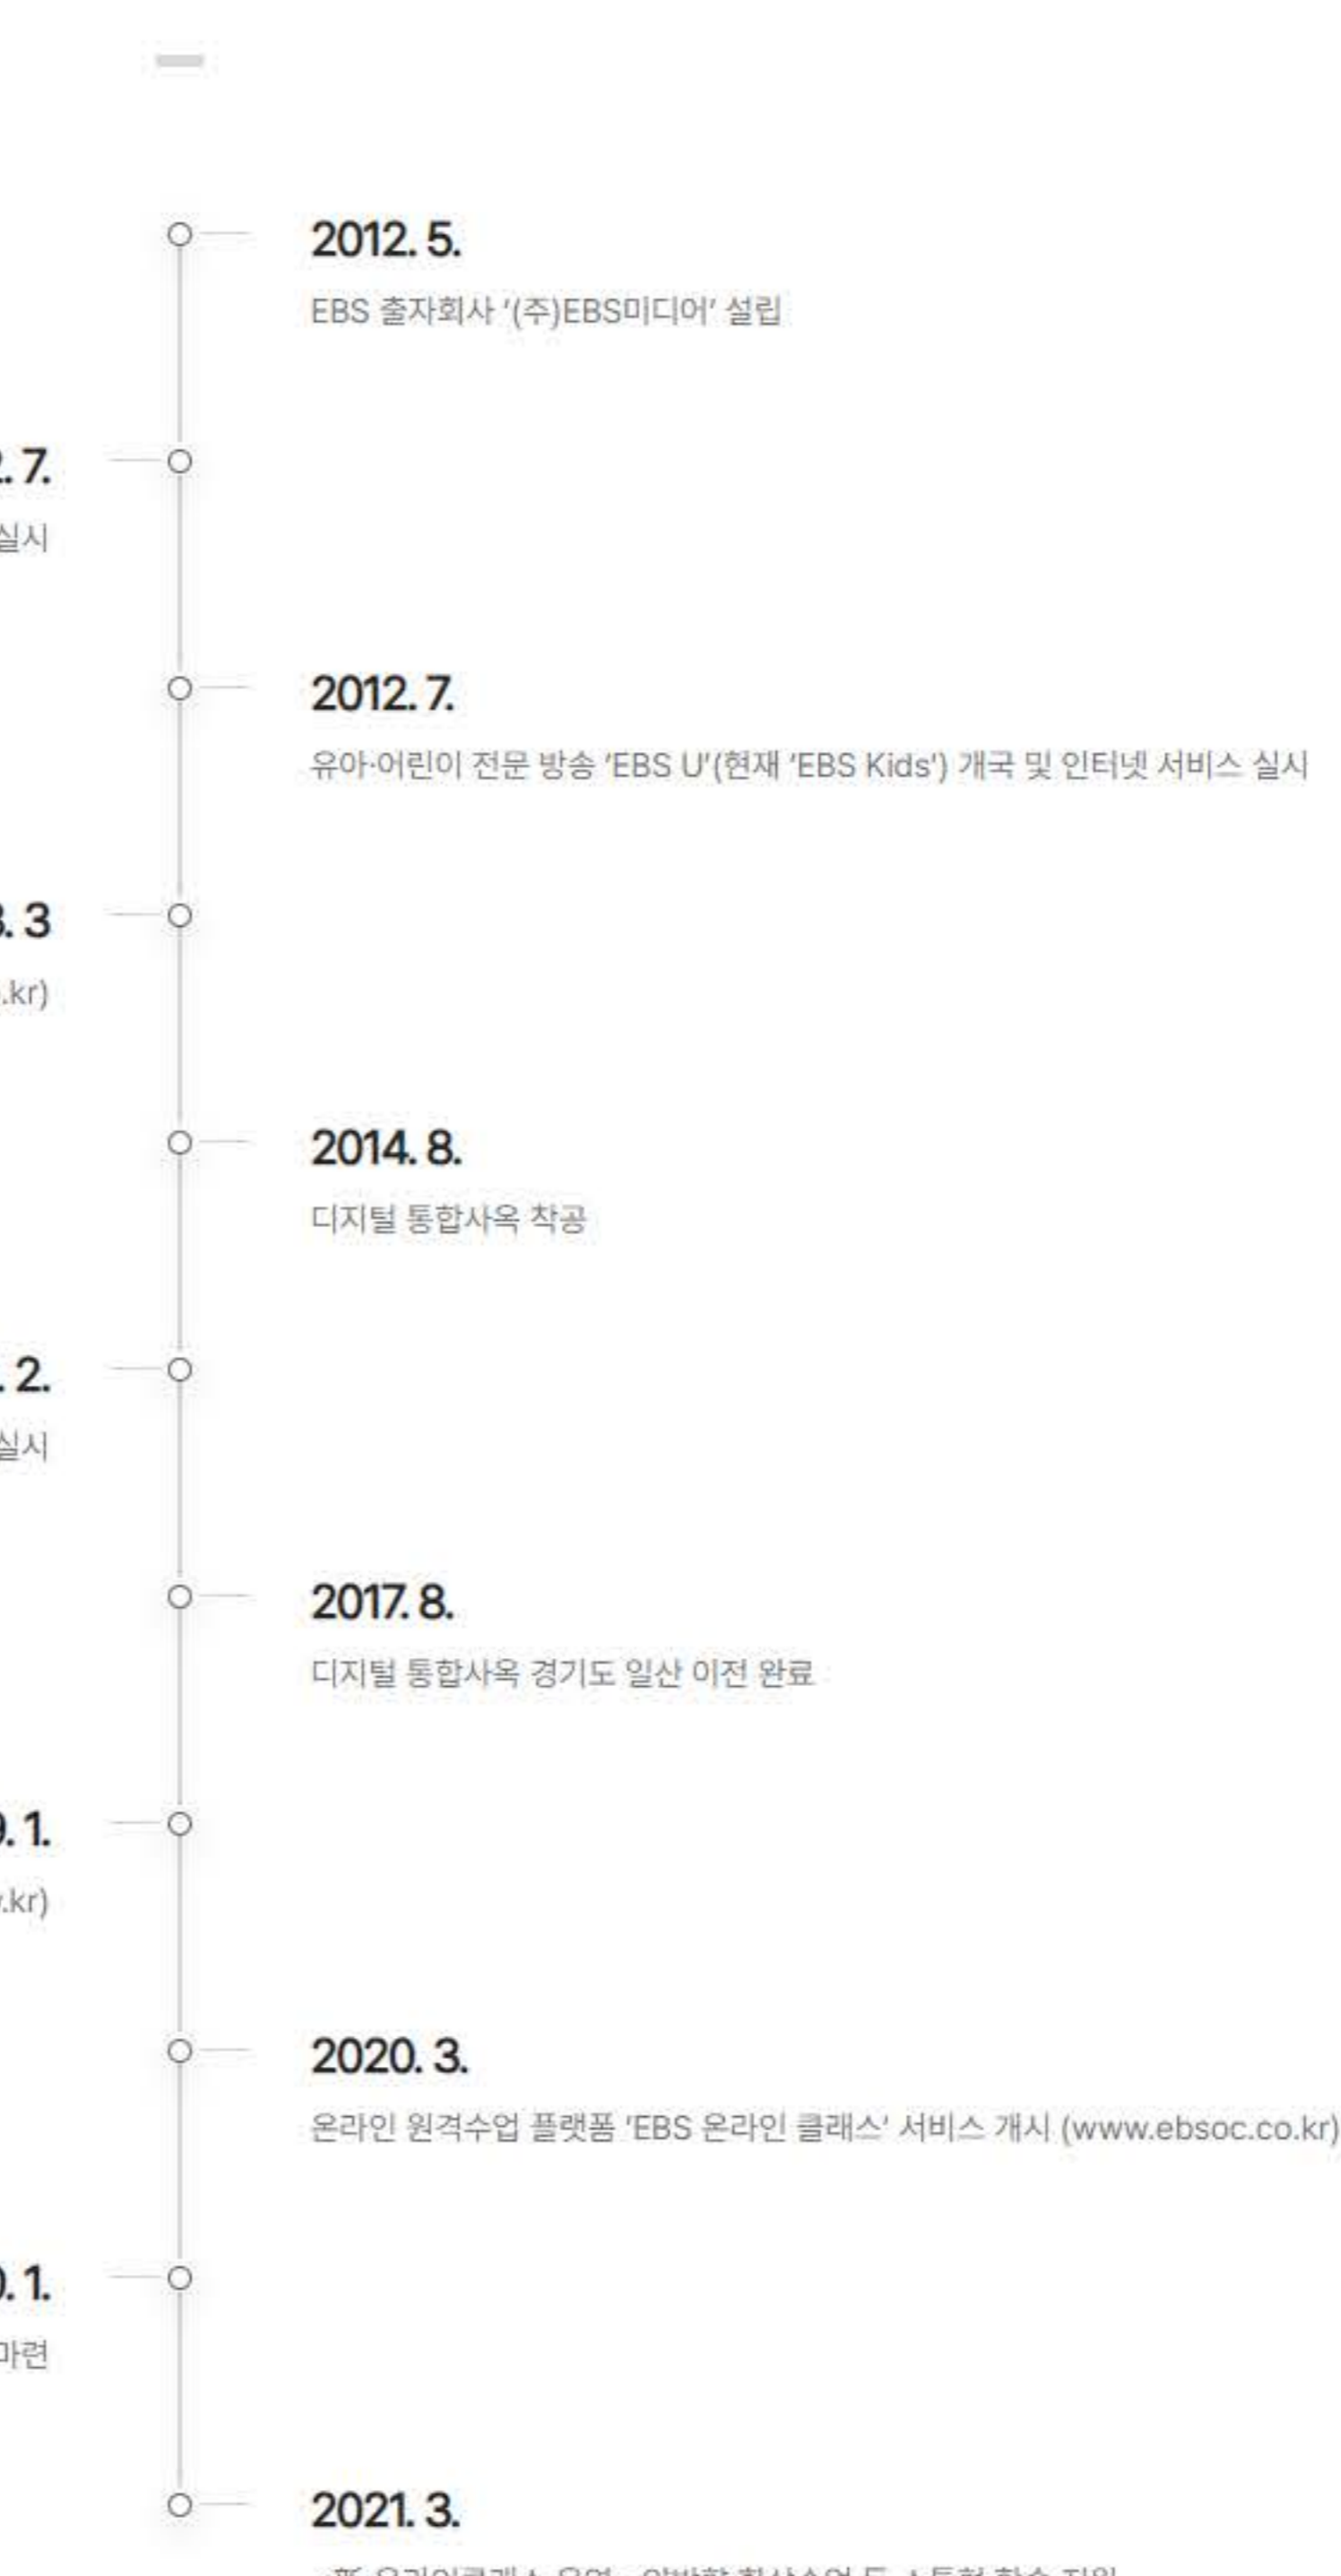 2012. 5.
EBS 출자회사 ‘(주)EBS미디어’ 설립
. 7.
실시
2012. 7.
유아·어린이 전문 방송 ‘EBS U’(현재 ‘EBS Kids’) 개국 및 인터넷 서비스 실시
. 3
.kr)
2014. 8.
디지털 통합사옥 착공
. 2.
실시
2017. 8.
디지털 통합사옥 경기도 일산 이전 완료
. 1.
.kr)
2020. 3.
온라인 원격수업 플랫폼 ‘EBS 온라인 클래스’ 서비스 개시 (www.ebsoc.co.kr)
. 1.
마련
2021. 3.